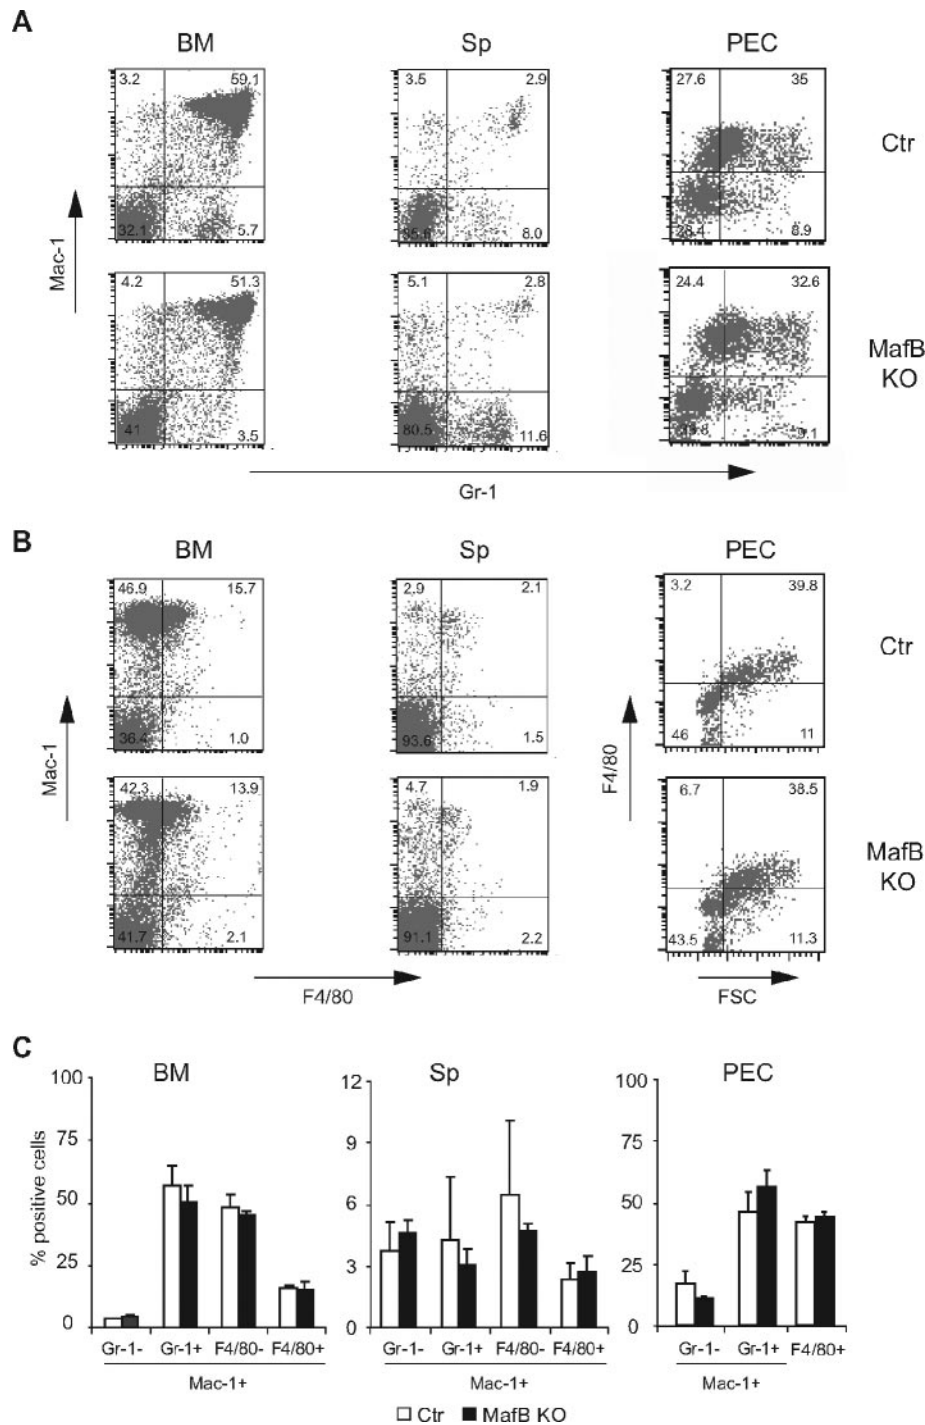 A
BM Sp PEC
3.2 59.1 3.5 2.9 27.6 35
Ctr
32.1 5.7 8.0 8.9
Mac-1
4.2 51.3 5.1 2.8 24.4 32.6
MafB
KO
41 3.5 80.5 11.6 9.1
Gr-1
B
BM Sp PEC
46.9 15.7 2.9 2.1 3.2 39.8
Ctr
36.4 1.0 93.6 1.5 46 11
Mac-1 F4/80
42.3 13.9 4.7 1.9 6.7 38.5
MafB
KO
41.7 2.1 91.1 2.2 43.5 11.3
F4/80 FSC
C
BM Sp PEC
% positive cells
100 12 100
75 9 75
50 6 50
25 3 25
0 0 0
Gr-1- Gr-1+ F4/80- F4/80+ Gr-1- Gr-1+ F4/80- F4/80+ Gr-1- Gr-1+ F4/80+
Mac-1+ Mac-1+ Mac-1+
Ctr MafB KO